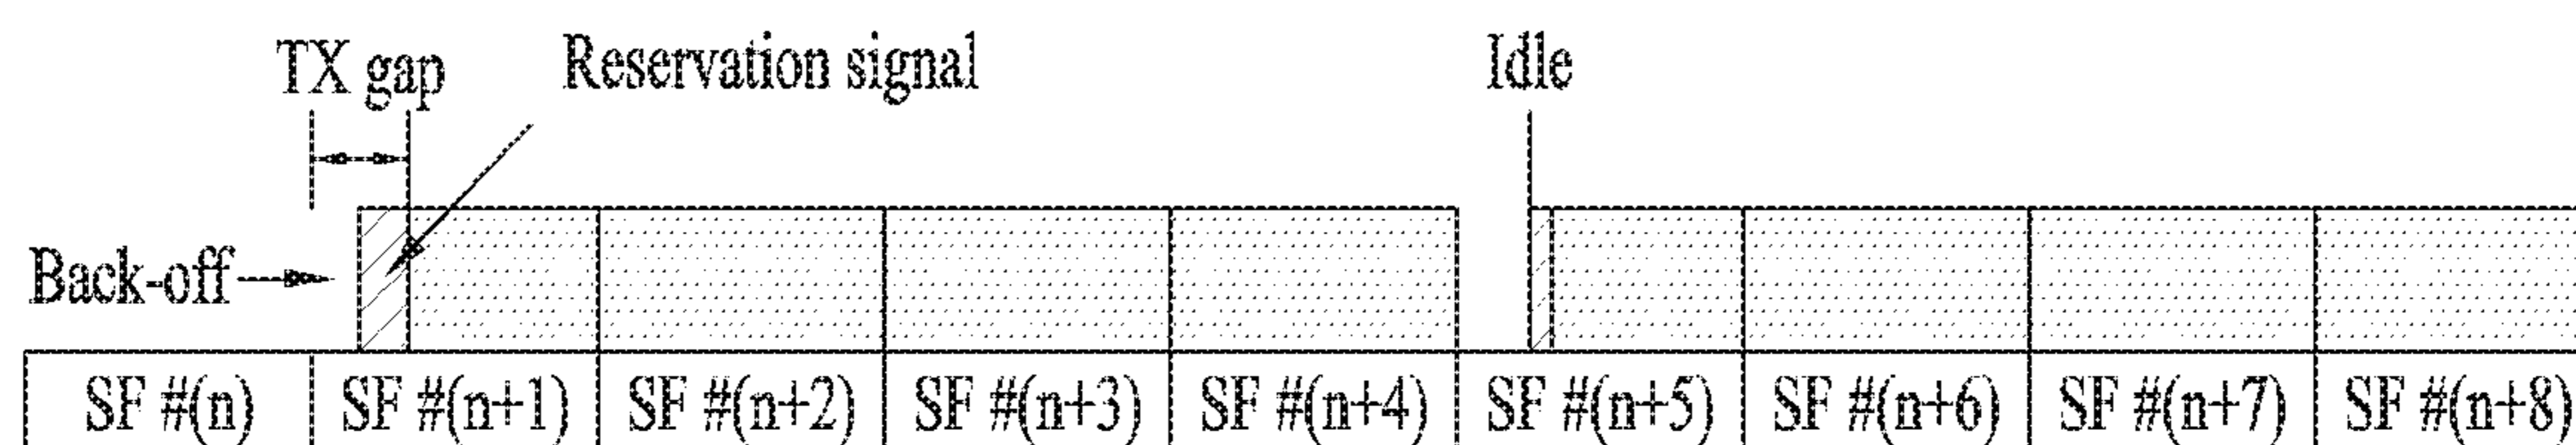 TX gap
Reservation signal
Idle
Back-off
SF #(n) SF #(n+1) SF #(n+2) SF #(n+3) SF #(n+4) SF #(n+5) SF #(n+6) SF #(n+7) SF #(n+8)